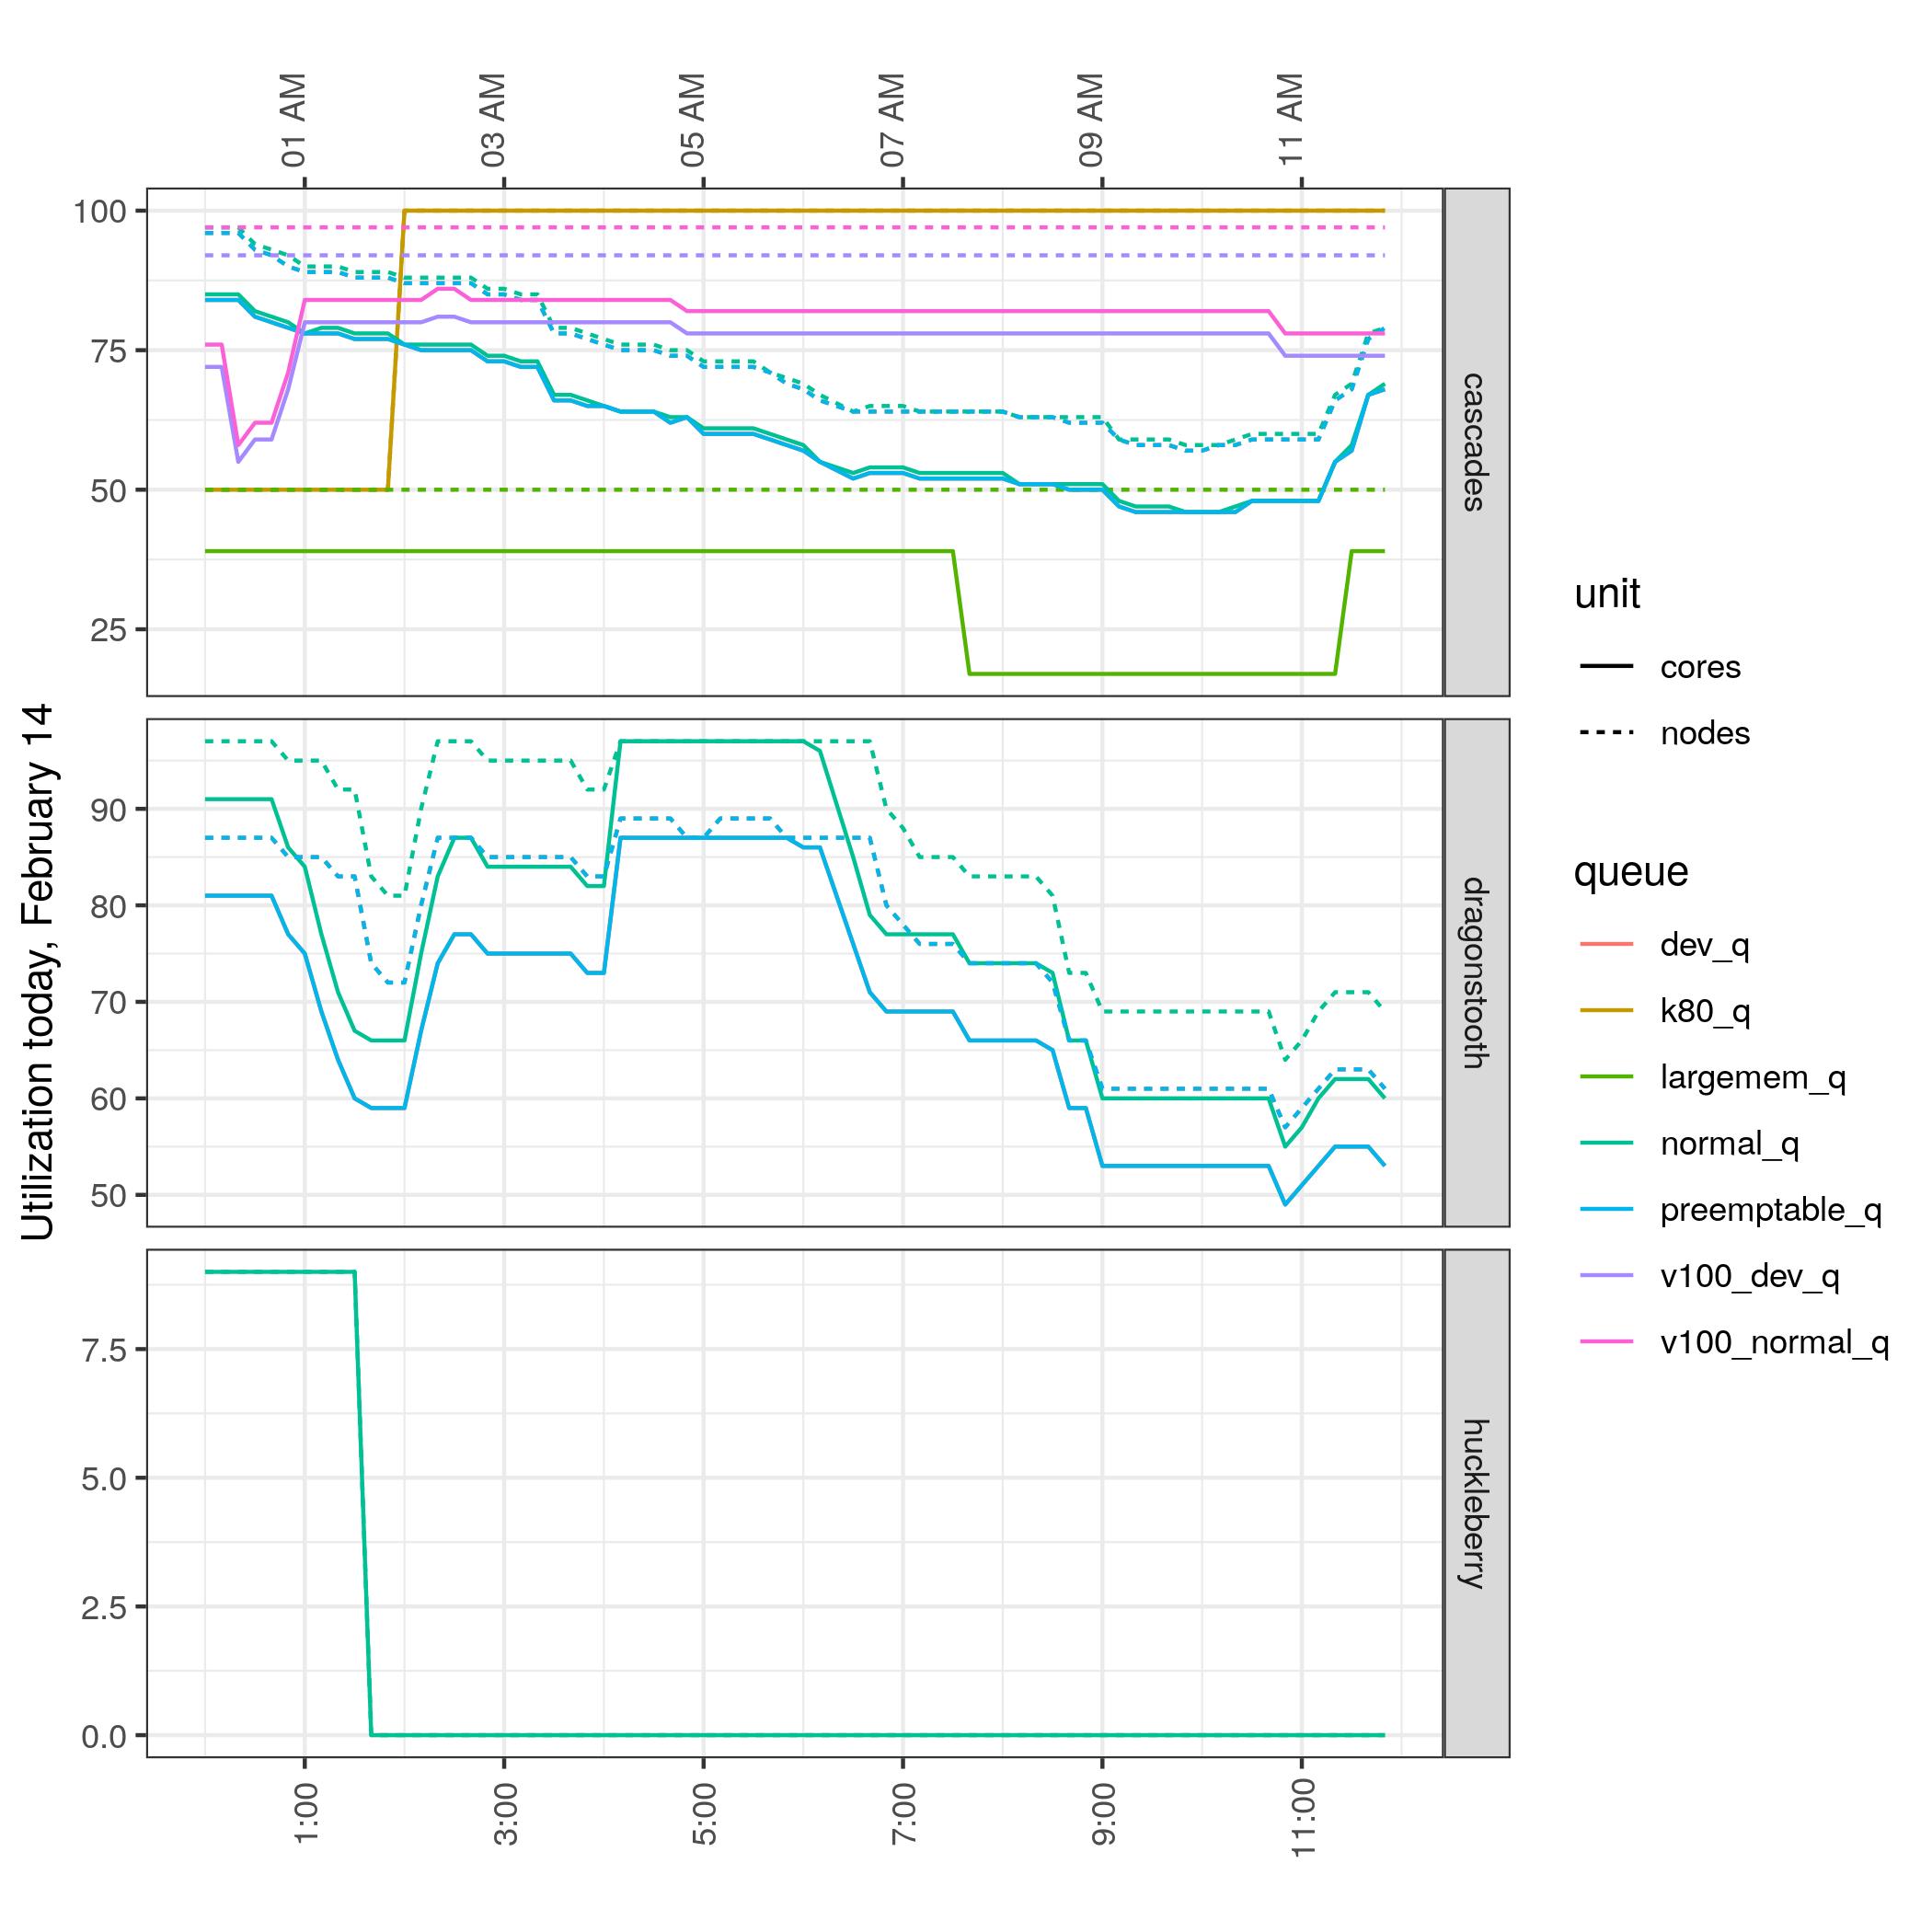 01 AM
03 AM
05 AM
07 AM
09 AM
11 AM
Utilization today, February 14
100
75
50
25
cascades
90
80
70
60
50
dragonstooth
7.5
5.0
2.5
0.0
huckleberry
1:00
3:00
5:00
7:00
9:00
11:00
unit
cores
nodes
queue
dev_q
k80_q
largemem_q
normal_q
preemptable_q
v100_dev_q
v100_normal_q